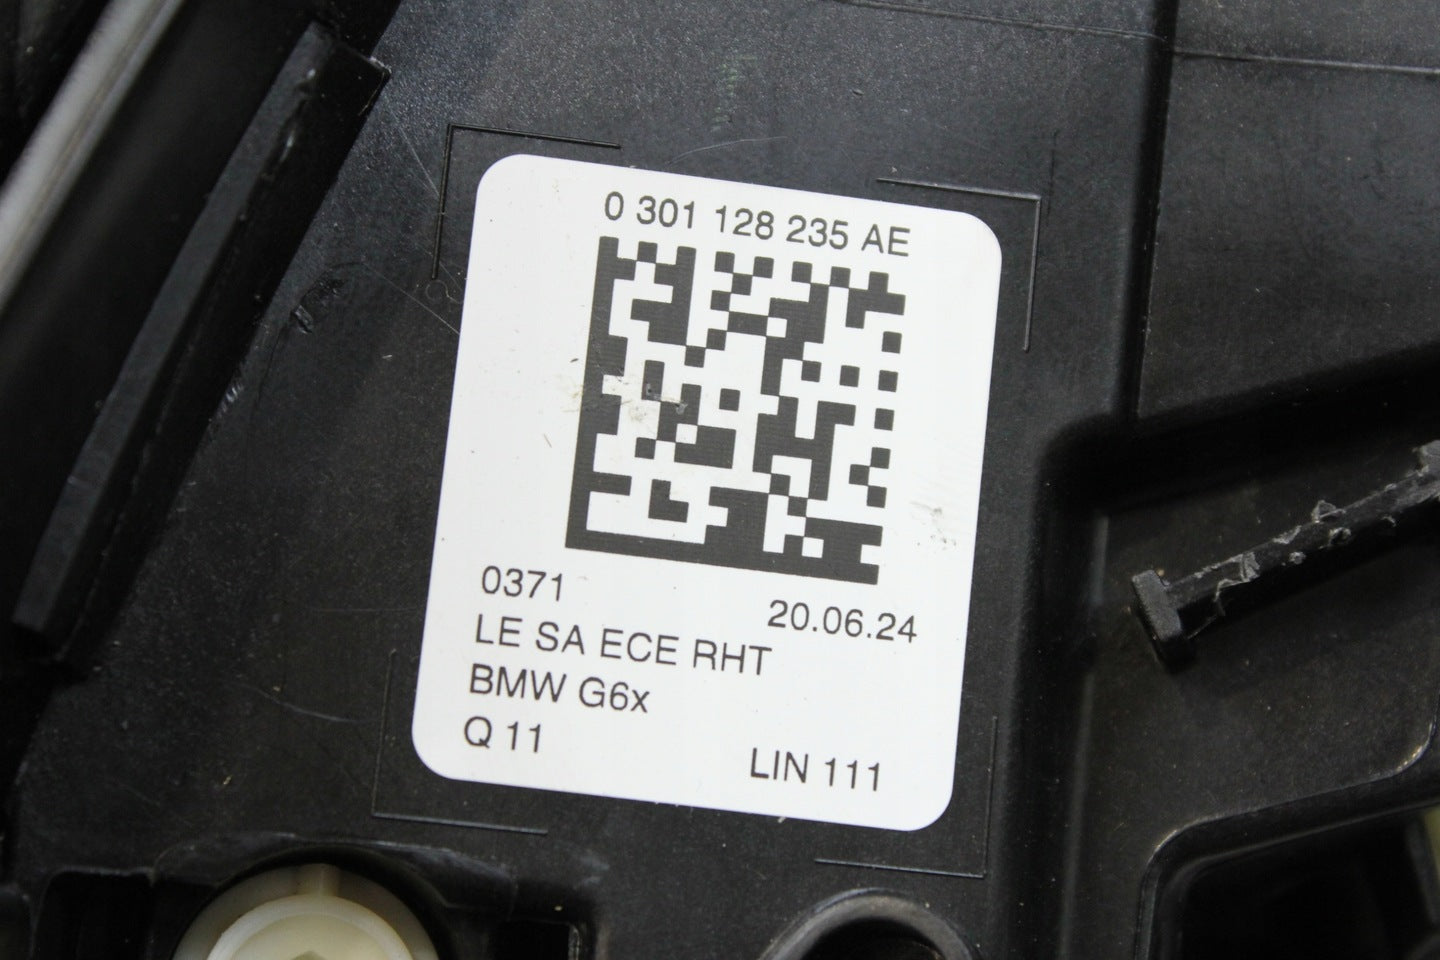 0 301 128 235 AE
0371
20.06.24
LE SA ECE RHT
BMW G6x
Q 11
LIN 111